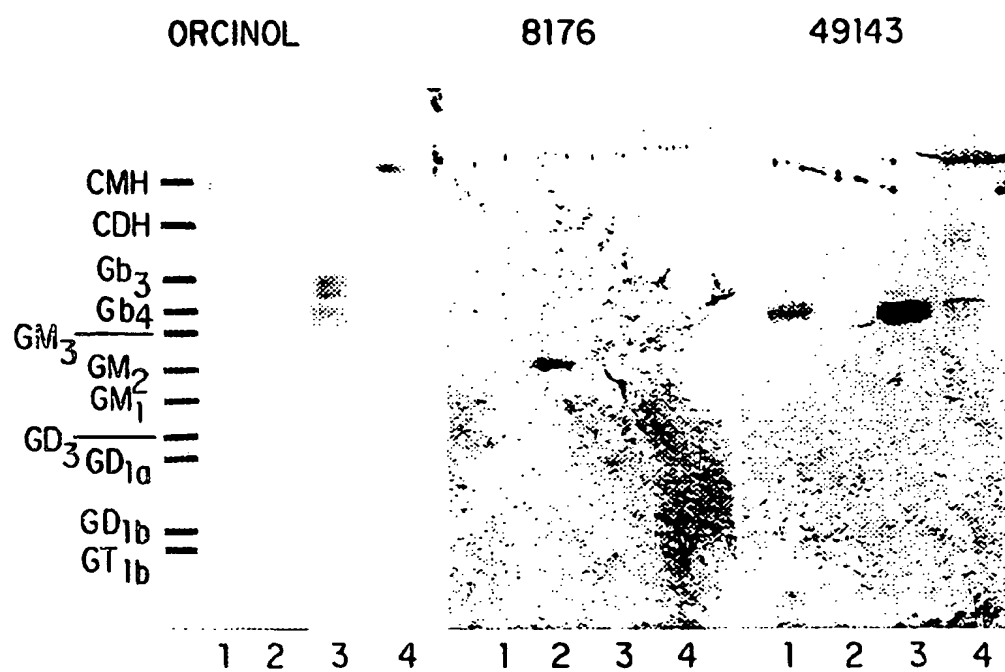 ORCINOL 8176 49143
CMH
CDH
Gb3
Gb4
GM3
GM2
GM1
GD3
GD1a
GD1b
GT1b
1 2 3 4 1 2 3 4 1 2 3 4